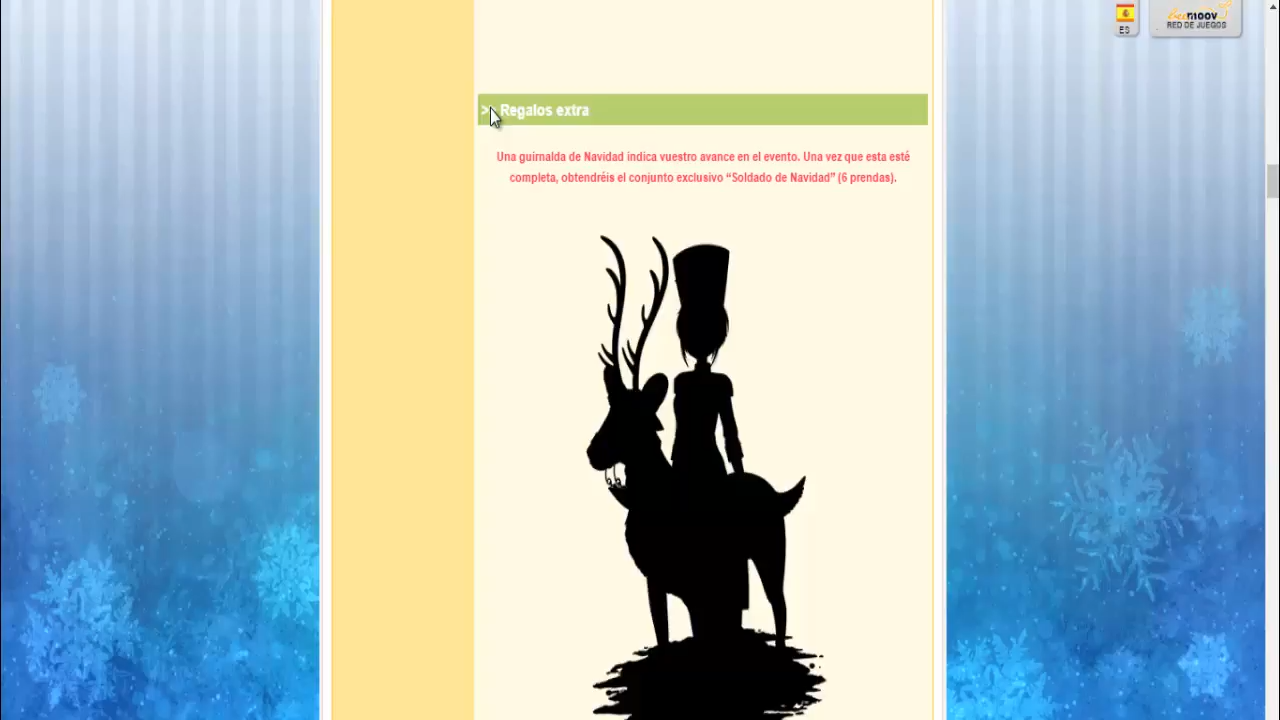 ES
moov
RED DE JUEGOS
> Regalos extra
Una guirnalda de Navidad indica vuestro avance en el evento. Una vez que esta esté
completa, obtendréis el conjunto exclusivo “Soldado de Navidad” (6 prendas).